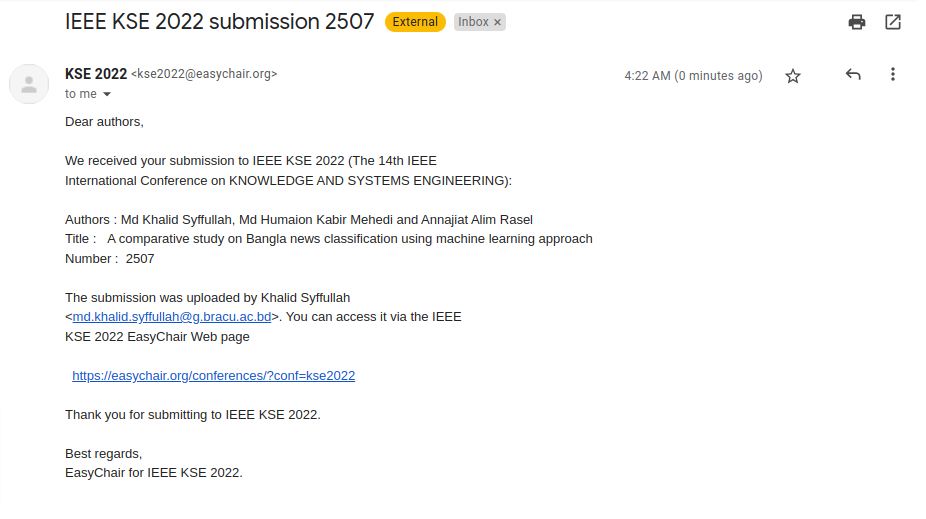 IEEE KSE 2022 submission 2507 External Inbox ×
KSE 2022 <kse2022@easychair.org> 4:22 AM (0 minutes ago)
to me
Dear authors,
We received your submission to IEEE KSE 2022 (The 14th IEEE
International Conference on KNOWLEDGE AND SYSTEMS ENGINEERING):
Authors : Md Khalid Syffullah, Md Humaion Kabir Mehedi and Annajiat Alim Rasel
Title : A comparative study on Bangla news classification using machine learning approach
Number : 2507
The submission was uploaded by Khalid Syffullah
<md.khalid.syffullah@g.bracu.ac.bd>. You can access it via the IEEE
KSE 2022 EasyChair Web page
https://easychair.org/conferences/?conf=kse2022
Thank you for submitting to IEEE KSE 2022.
Best regards,
EasyChair for IEEE KSE 2022.